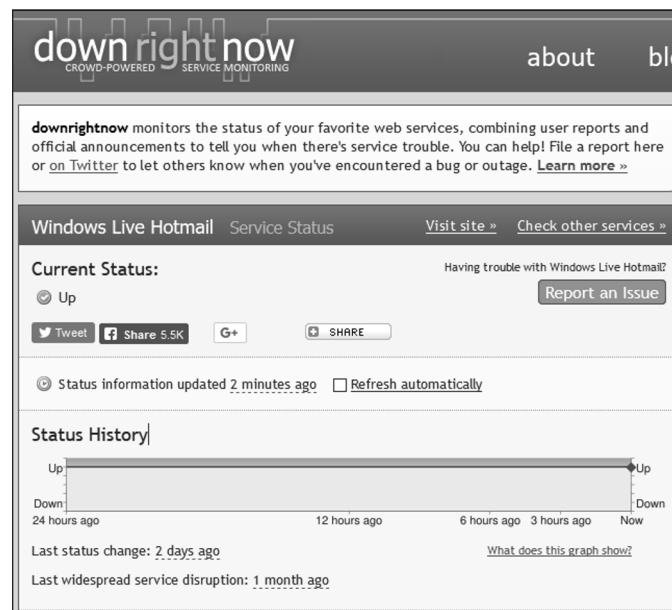 down right now
CROWD-POWERED SERVICE MONITORING
about
downrightnow monitors the status of your favorite web services, combining user reports and
official announcements to tell you when there's service trouble. You can help! File a report here
or on Twitter to let others know when you've encountered a bug or outage. Learn more »
Windows Live Hotmail Service Status Visit site » Check other services »
Current Status:
Having trouble with Windows Live Hotmail?
Up
Report an Issue
Tweet Share 5.5K G+ SHARE
Status information updated 2 minutes ago Refresh automatically
Status History
Up Up
Down Down
24 hours ago 12 hours ago 6 hours ago 3 hours ago Now
Last status change: 2 days ago What does this graph show?
Last widespread service disruption: 1 month ago